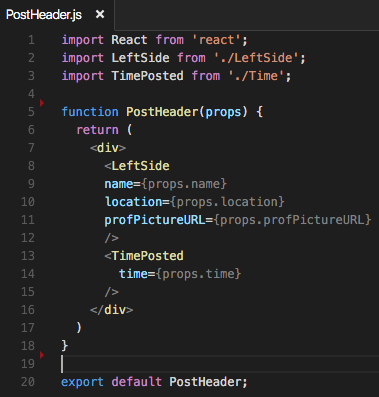 PostHeader.js ×
1 import React from 'react';
2 import LeftSide from './LeftSide';
3 import TimePosted from './Time';
4
5 function PostHeader(props) {
6   return (
7     <div>
8       <LeftSide
9       name={props.name}
10       location={props.location}
11       profPictureURL={props.profPictureURL}
12       />
13       <TimePosted
14         time={props.time}
15       />
16     </div>
17   )
18 }
19
20 export default PostHeader;